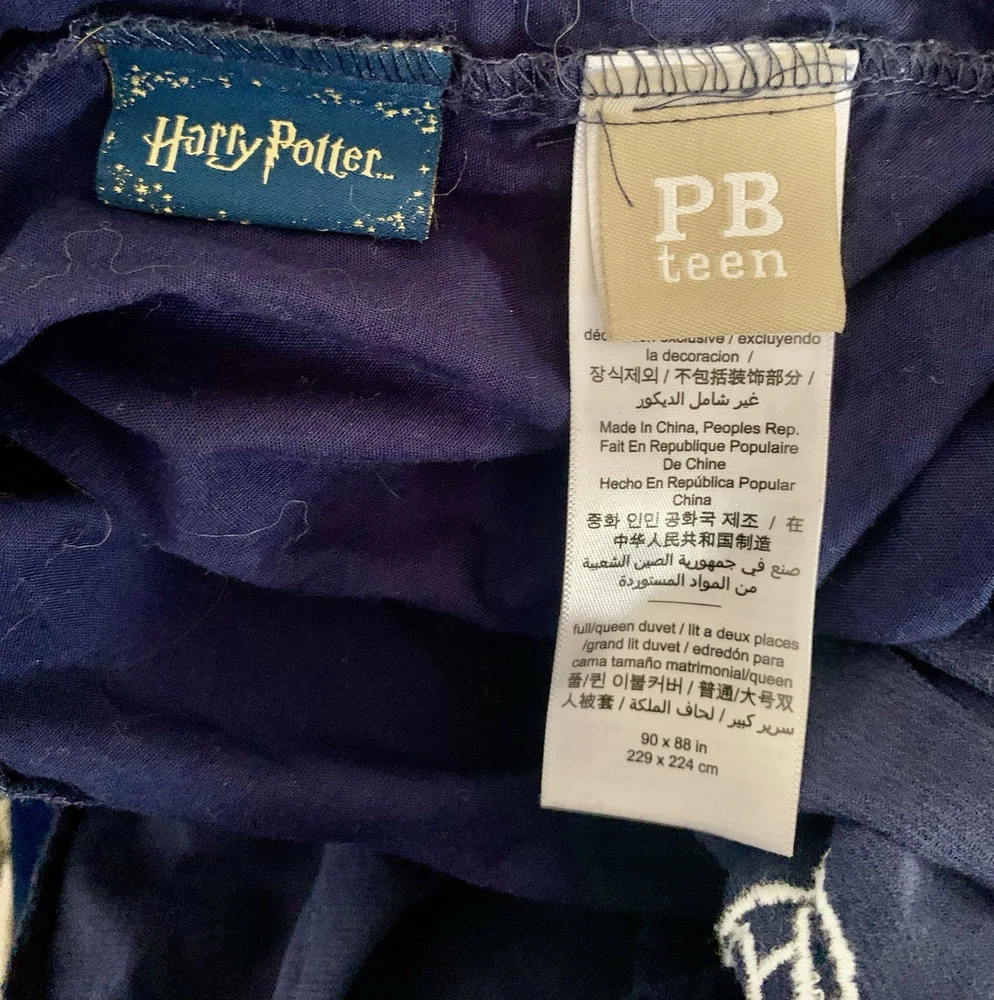 Harry Potter
PB
teen
exclusive / excluyendo
la decoracion /
장식제외 / 不包括装饰部分 /
غير شامل الديكور
Made In China, Peoples Rep.
Fait En Republique Populaire
De Chine
Hecho En República Popular
China
중화 인민 공화국 제조 / 在
中华人民共和国制造
صنع في جمهورية الصين الشعبية
من المواد المستوردة
full/queen duvet / lit a deux places
/grand lit duvet / edredón para
cama tamaño matrimonial/queen
풀/퀸 이불커버 / 普通/大号双
人被套 / سرير كبير / لحاف الملكة
90 x 88 in
229 x 224 cm